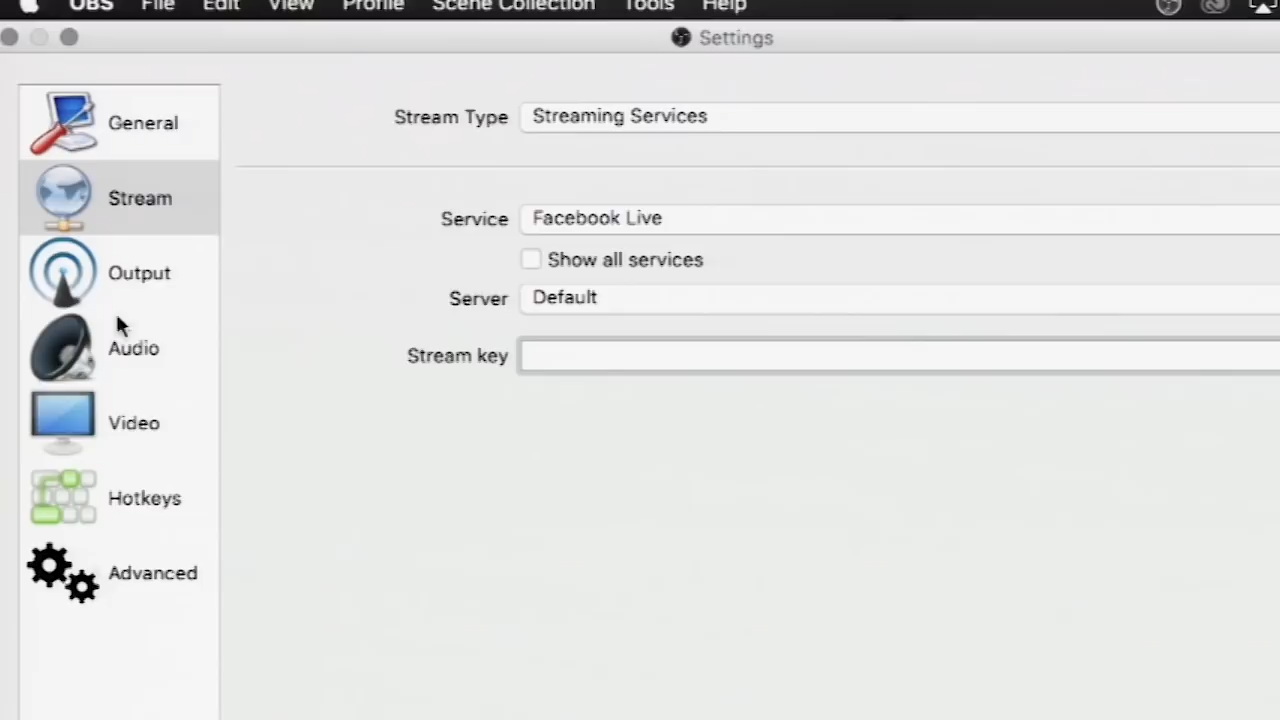 OBS File Edit View Profile Scene Collection Tools Help
Settings
General
Stream
Output
Audio
Video
Hotkeys
Advanced
Stream Type Streaming Services
Service Facebook Live
Show all services
Server Default
Stream key